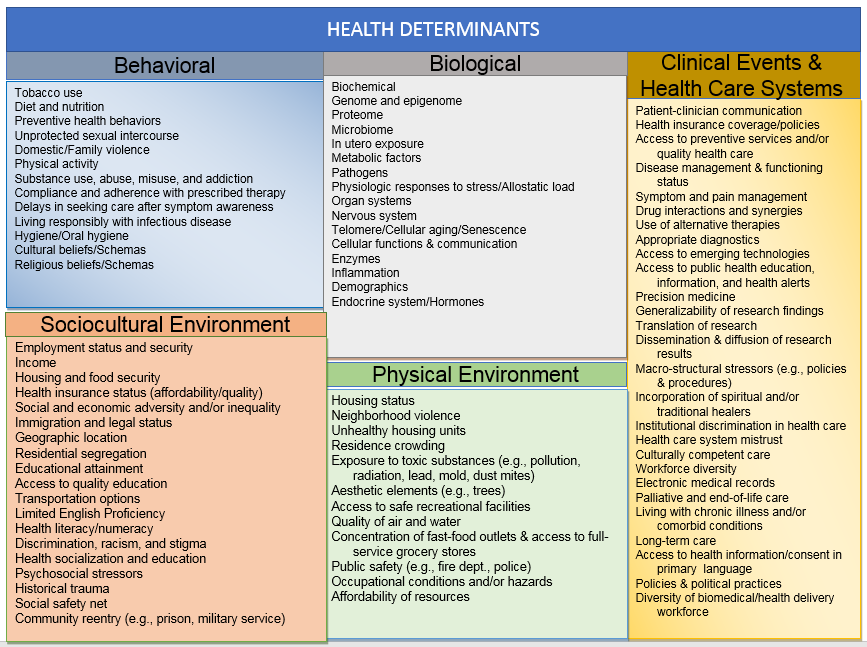 HEALTH DETERMINANTS
Behavioral
Tobacco use
Diet and nutrition
Preventive health behaviors
Unprotected sexual intercourse
Domestic/Family violence
Physical activity
Substance use, abuse, misuse, and addiction
Compliance and adherence with prescribed therapy
Delays in seeking care after symptom awareness
Living responsibly with infectious disease
Hygiene/Oral hygiene
Cultural beliefs/Schemas
Religious beliefs/Schemas
Biological
Biochemical
Genome and epigenome
Proteome
Microbiome
In utero exposure
Metabolic factors
Pathogens
Physiologic responses to stress/Allostatic load
Organ systems
Nervous system
Telomere/Cellular aging/Senescence
Cellular functions & communication
Enzymes
Inflammation
Demographics
Endocrine system/Hormones
Clinical Events &
Health Care Systems
Patient-clinician communication
Health insurance coverage/policies
Access to preventive services and/or
quality health care
Disease management & functioning
status
Symptom and pain management
Drug interactions and synergies
Use of alternative therapies
Appropriate diagnostics
Access to emerging technologies
Access to public health education,
information, and health alerts
Precision medicine
Generalizability of research findings
Translation of research
Dissemination & diffusion of research
results
Macro-structural stressors (e.g., policies
& procedures)
Incorporation of spiritual and/or
traditional healers
Institutional discrimination in health care
Health care system mistrust
Culturally competent care
Workforce diversity
Electronic medical records
Palliative and end-of-life care
Living with chronic illness and/or
comorbid conditions
Long-term care
Access to health information/consent in
primary language
Policies & political practices
Diversity of biomedical/health delivery
workforce
Sociocultural Environment
Employment status and security
Income
Housing and food security
Health insurance status (affordability/quality)
Social and economic adversity and/or inequality
Immigration and legal status
Geographic location
Residential segregation
Educational attainment
Access to quality education
Transportation options
Limited English Proficiency
Health literacy/numeracy
Discrimination, racism, and stigma
Health socialization and education
Psychosocial stressors
Historical trauma
Social safety net
Community reentry (e.g., prison, military service)
Physical Environment
Housing status
Neighborhood violence
Unhealthy housing units
Residence crowding
Exposure to toxic substances (e.g., pollution,
radiation, lead, mold, dust mites)
Aesthetic elements (e.g., trees)
Access to safe recreational facilities
Quality of air and water
Concentration of fast-food outlets & access to full-
service grocery stores
Public safety (e.g., fire dept., police)
Occupational conditions and/or hazards
Affordability of resources